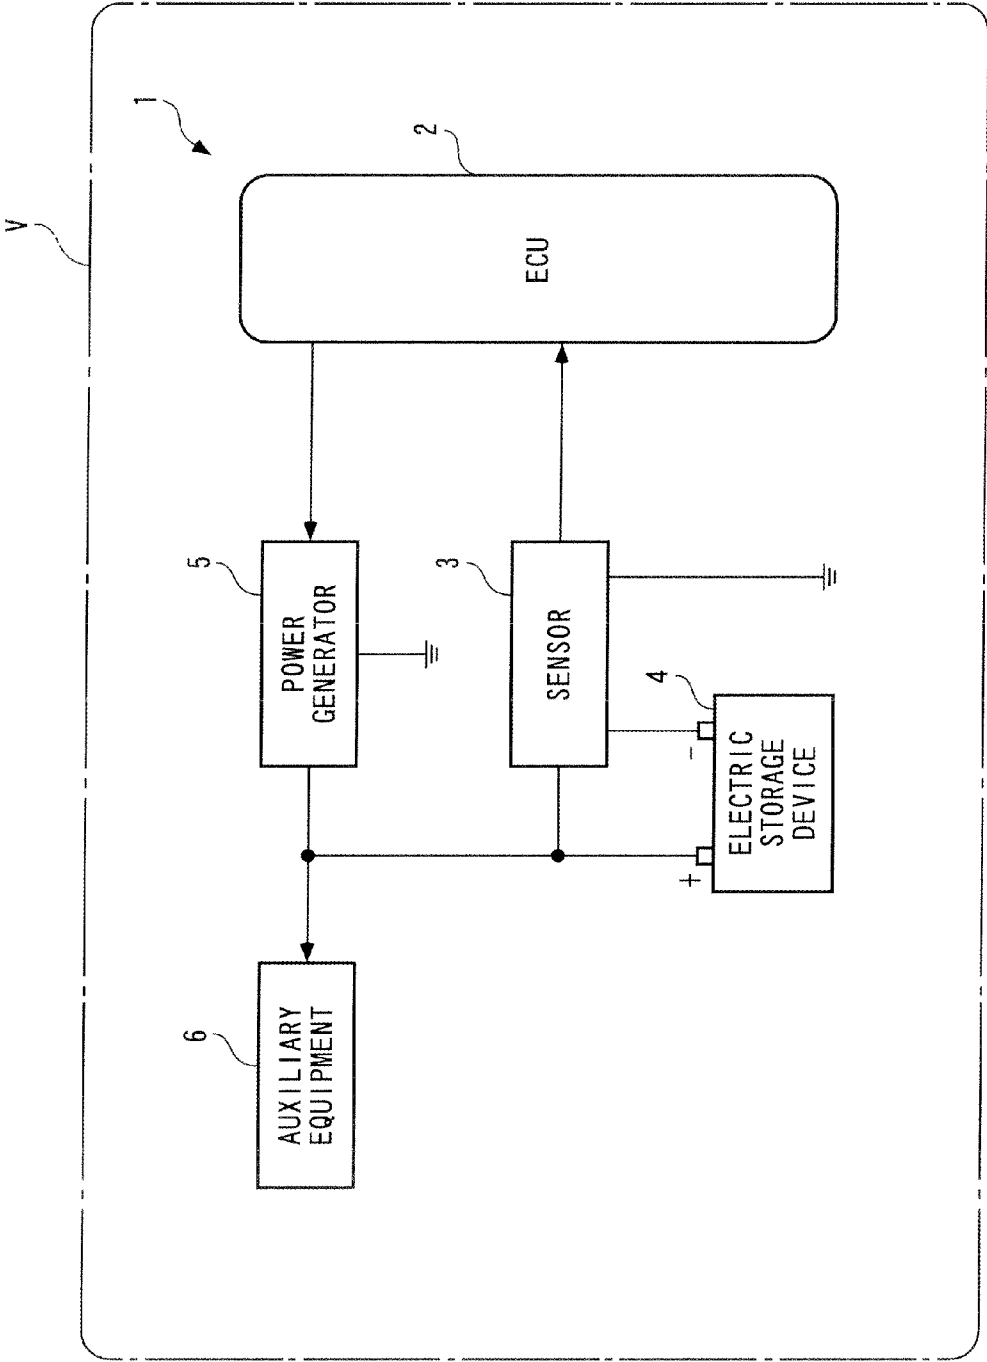 V
1
6
AUXILIARY
EQUIPMENT
5
POWER
GENERATOR
2
ECU
3
SENSOR
4
+
-
ELECTRIC
STORAGE
DEVICE